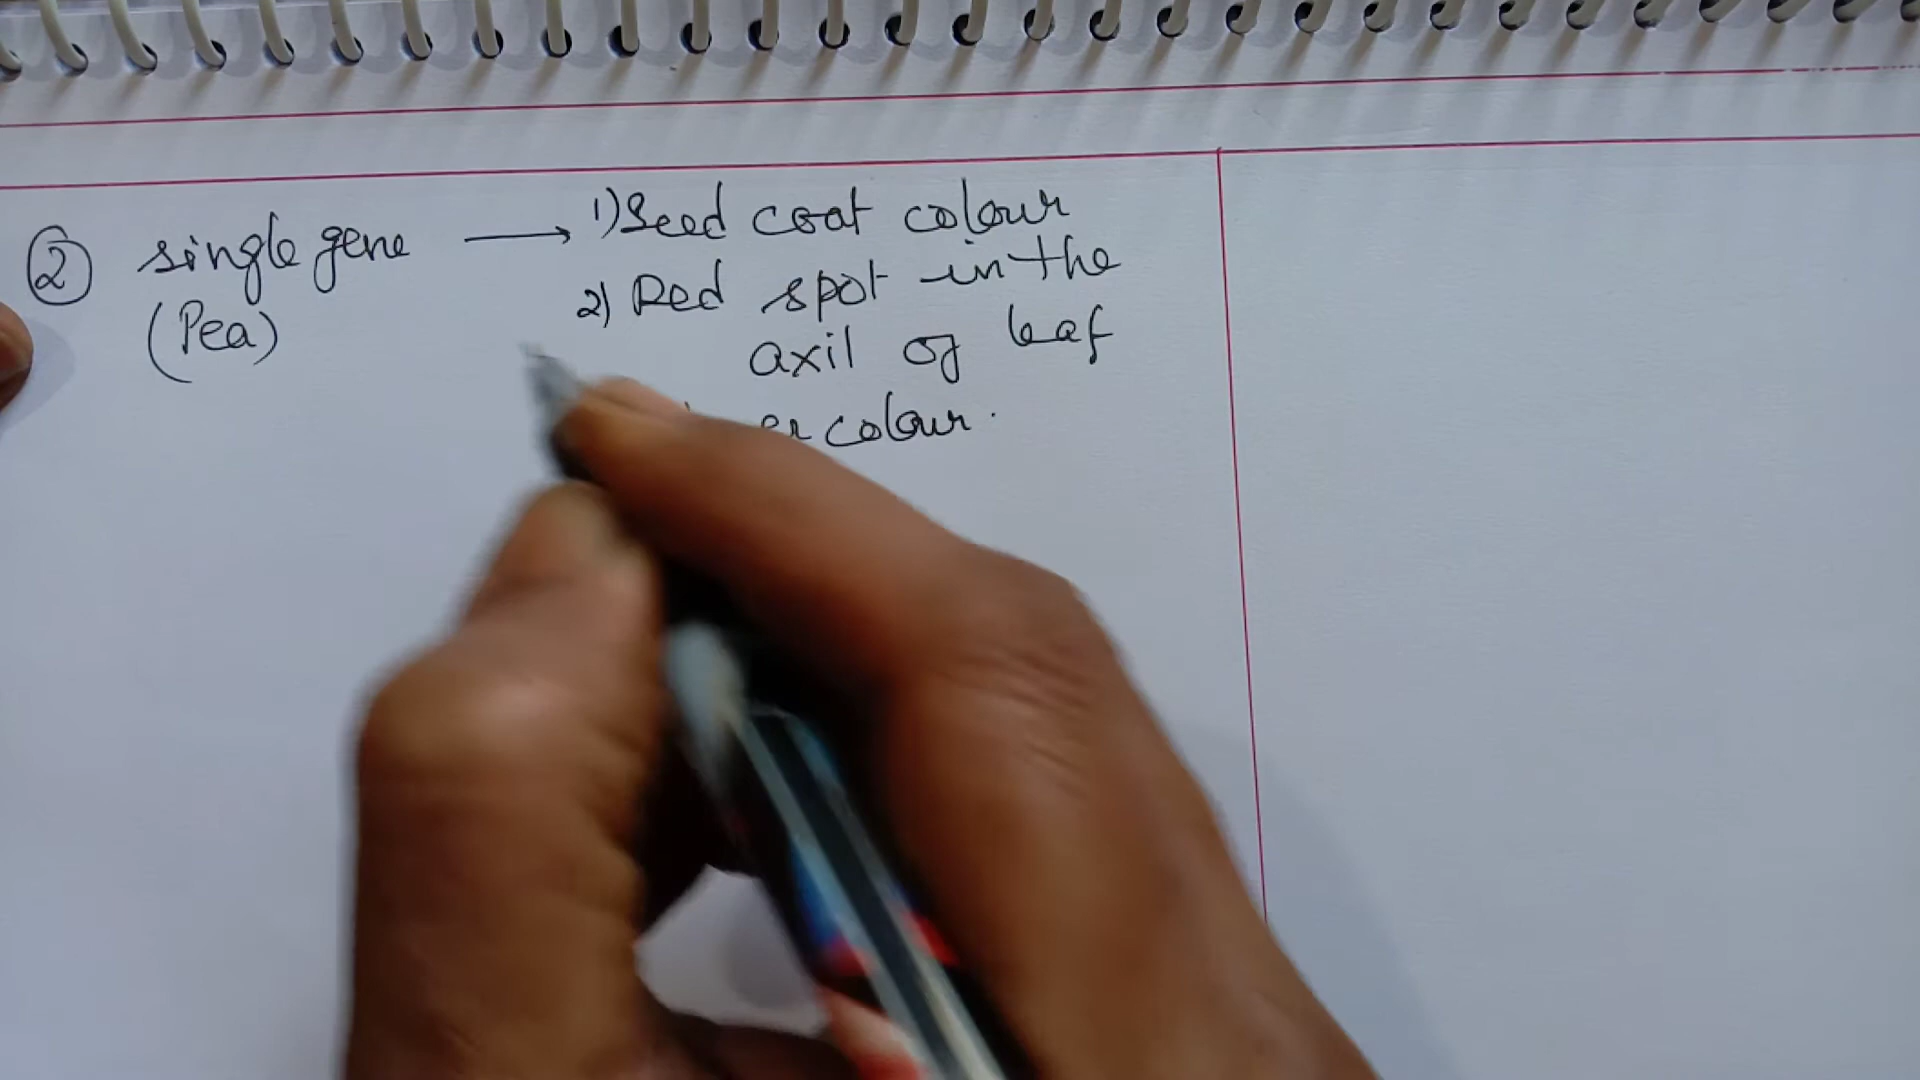 ② single gene → 1) Seed coat colour
(Pea) 2) Red spot in the
axil of leaf
colour.